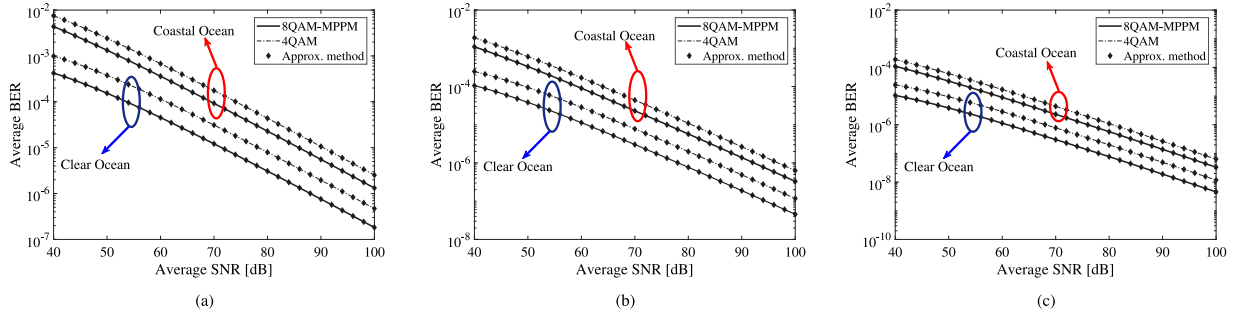 10^-2
10^-3
10^-4
10^-5
10^-6
10^-7
Average BER
40 50 60 70 80 90 100
Average SNR [dB]
Coastal Ocean
Clear Ocean
8QAM-MPPM
4QAM
Approx. method
(a)
10^-2
10^-4
10^-6
10^-8
Average BER
40 50 60 70 80 90 100
Average SNR [dB]
Coastal Ocean
Clear Ocean
8QAM-MPPM
4QAM
Approx. method
(b)
10^-2
10^-4
10^-6
10^-8
10^-10
Average BER
40 50 60 70 80 90 100
Average SNR [dB]
Coastal Ocean
Clear Ocean
8QAM-MPPM
4QAM
Approx. method
(c)